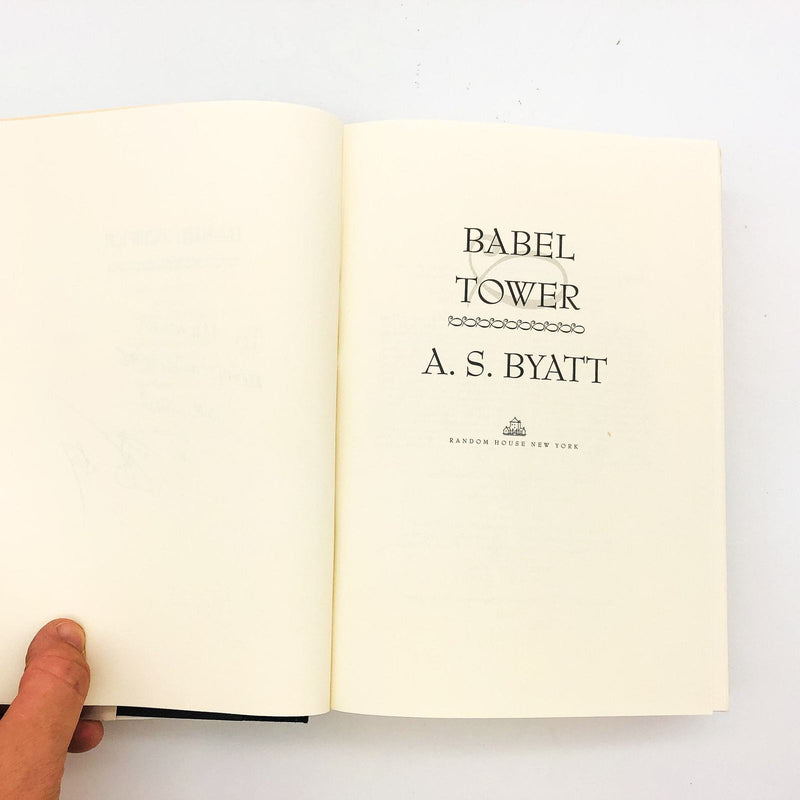 BABEL
TOWER
A. S. BYATT
RANDOM HOUSE NEW YORK